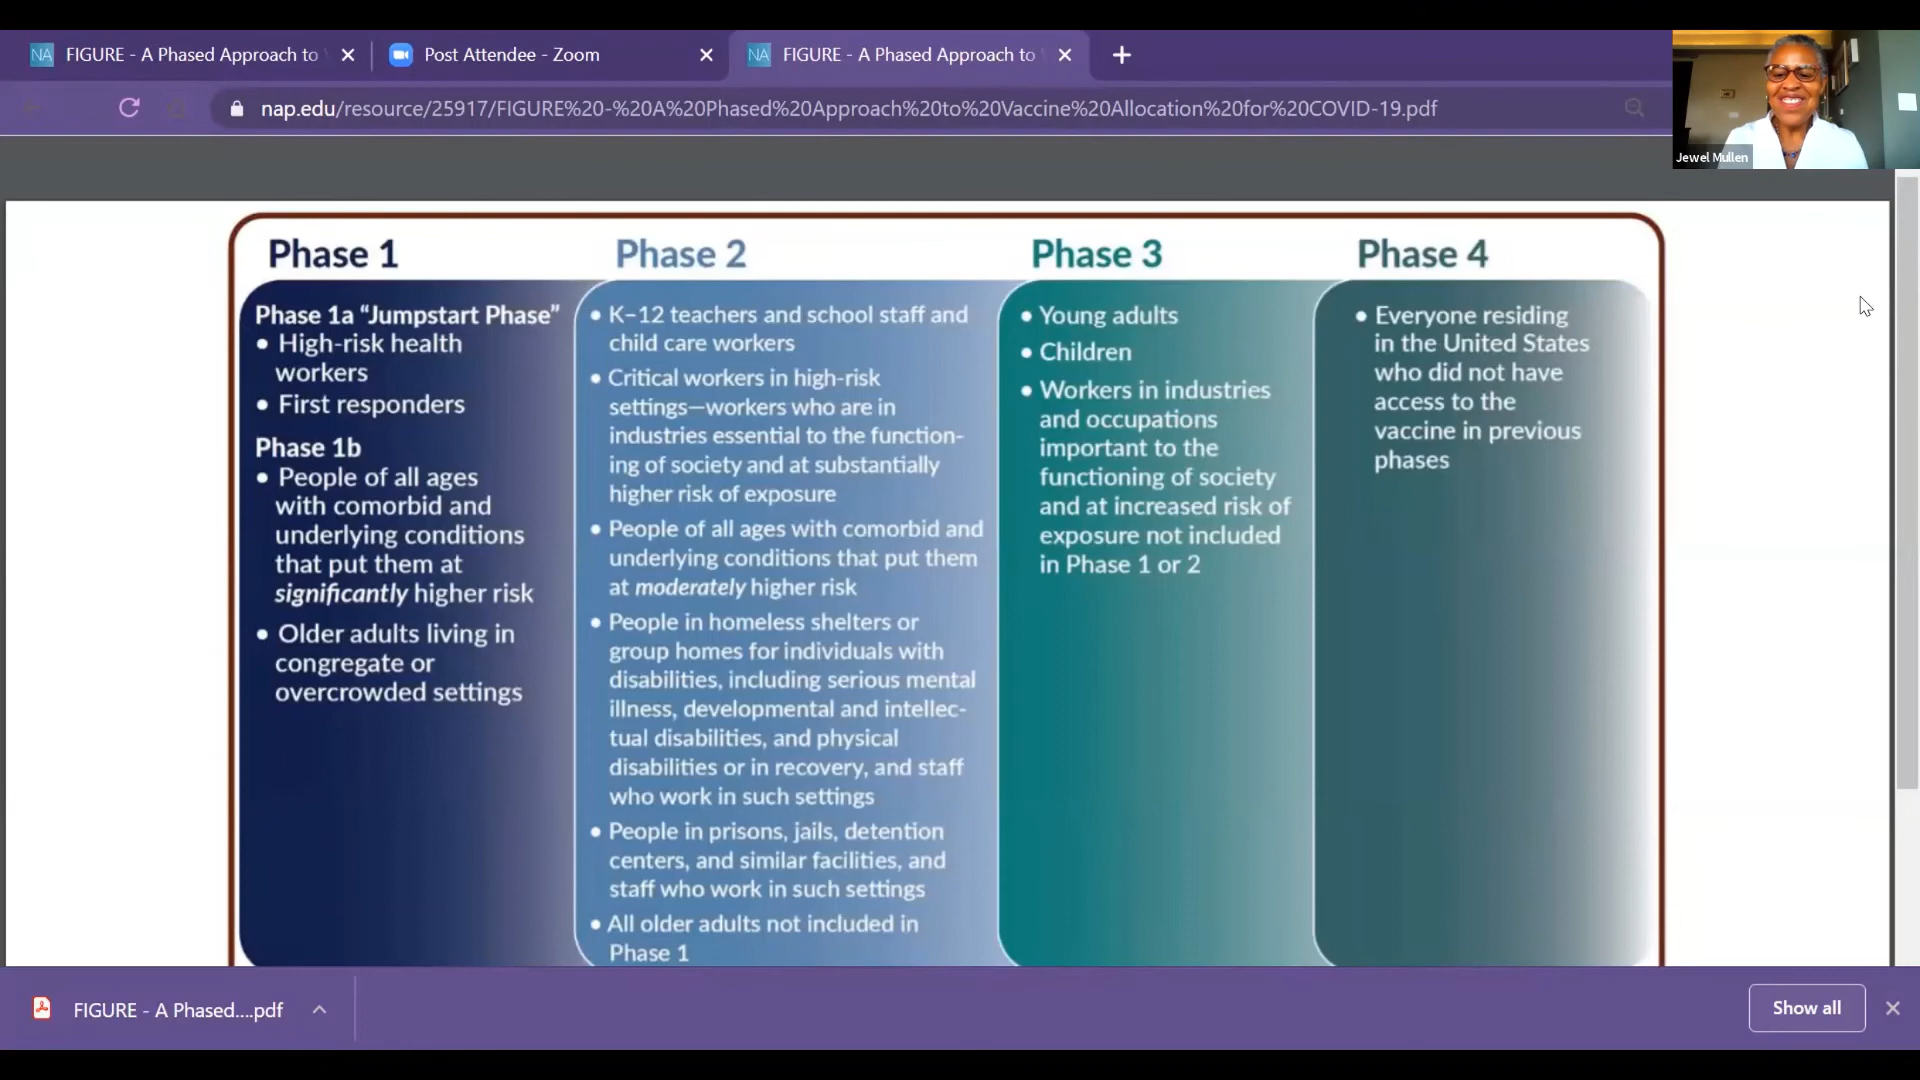 FIGURE - A Phased Approach to
Post Attendee - Zoom
FIGURE - A Phased Approach to
nap.edu/resource/25917/FIGURE%20-%20A%20Phased%20Approach%20to%20Vaccine%20Allocation%20for%20COVID-19.pdf
Jewel Mullen
Phase 1
Phase 1a “Jumpstart Phase”
• High-risk health
workers
• First responders
Phase 1b
• People of all ages
with comorbid and
underlying conditions
that put them at
significantly higher risk
• Older adults living in
congregate or
overcrowded settings
Phase 2
• K–12 teachers and school staff and
child care workers
• Critical workers in high-risk
settings—workers who are in
industries essential to the function-
ing of society and at substantially
higher risk of exposure
• People of all ages with comorbid and
underlying conditions that put them
at moderately higher risk
• People in homeless shelters or
group homes for individuals with
disabilities, including serious mental
illness, developmental and intellec-
tual disabilities, and physical
disabilities or in recovery, and staff
who work in such settings
• People in prisons, jails, detention
centers, and similar facilities, and
staff who work in such settings
• All older adults not included in
Phase 1
Phase 3
• Young adults
• Children
• Workers in industries
and occupations
important to the
functioning of society
and at increased risk of
exposure not included
in Phase 1 or 2
Phase 4
• Everyone residing
in the United States
who did not have
access to the
vaccine in previous
phases
FIGURE - A Phased....pdf
Show all